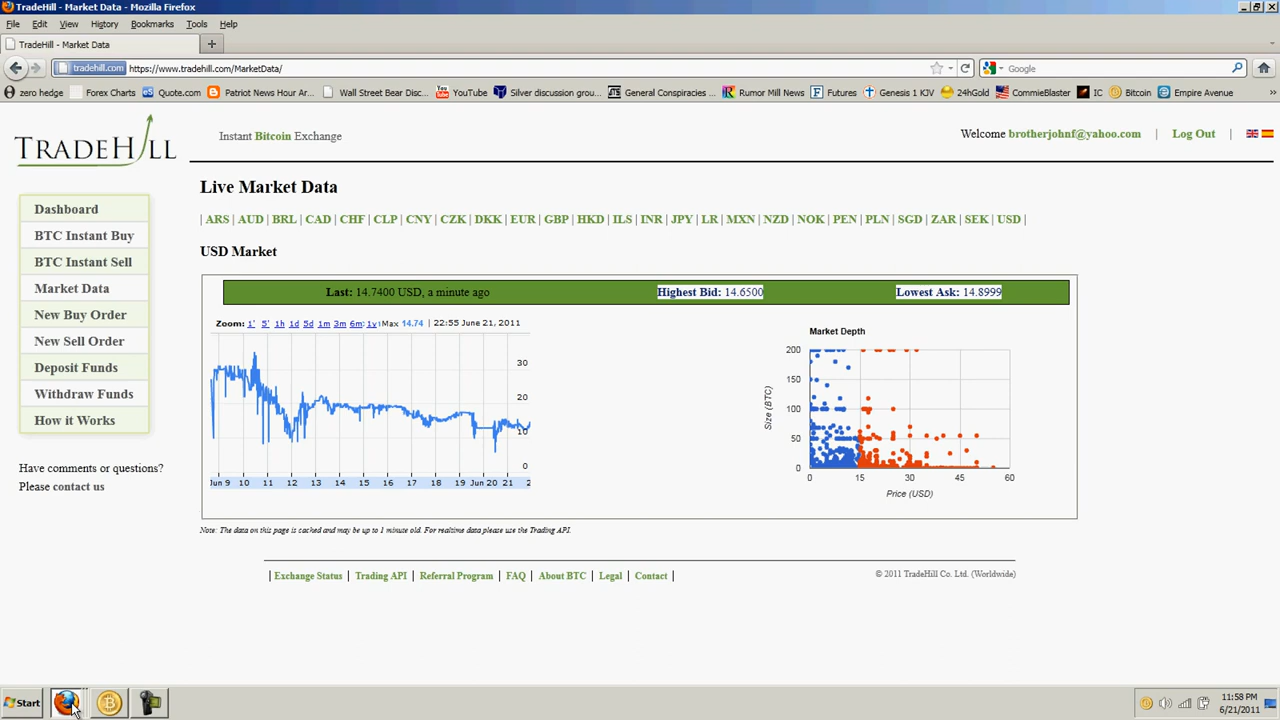 TradeHill - Market Data - Mozilla Firefox
File Edit View History Bookmarks Tools Help
TradeHill - Market Data
tradehill.com https://www.tradehill.com/MarketData/
Google
zero hedge Forex Charts Quote.com Patriot News Hour Ar... Wall Street Bear Disc... YouTube Silver discussion grou... General Conspiracies ... Rumor Mill News Futures Genesis 1 KJV 24hGold CommieBlaster IC Bitcoin Empire Avenue
TRADEHILL
Instant Bitcoin Exchange
Welcome brotherjohnf@yahoo.com | Log Out |
Dashboard
BTC Instant Buy
BTC Instant Sell
Market Data
New Buy Order
New Sell Order
Deposit Funds
Withdraw Funds
How it Works
Have comments or questions?
Please contact us
Live Market Data
| ARS | AUD | BRL | CAD | CHF | CLP | CNY | CZK | DKK | EUR | GBP | HKD | ILS | INR | JPY | LR | MXN | NZD | NOK | PEN | PLN | SGD | ZAR | SEK | USD |
USD Market
Last: 14.7400 USD, a minute ago Highest Bid: 14.6500 Lowest Ask: 14.8999
Zoom: 1' 5' 1h 1d 5d 1m 3m 6m 1y Max 14.74 | 22:55 June 21, 2011
30
20
10
0
Jun 9 10 11 12 13 14 15 16 17 18 19 Jun 20 21 2
Market Depth
Size (BTC)
200
150
100
50
0
0 15 30 45 60
Price (USD)
Note: The data on this page is cached and may be up to 1 minute old. For realtime data please use the Trading API.
| Exchange Status | Trading API | Referral Program | FAQ | About BTC | Legal | Contact |
© 2011 TradeHill Co. Ltd. (Worldwide)
Start
11:58 PM
6/21/2011